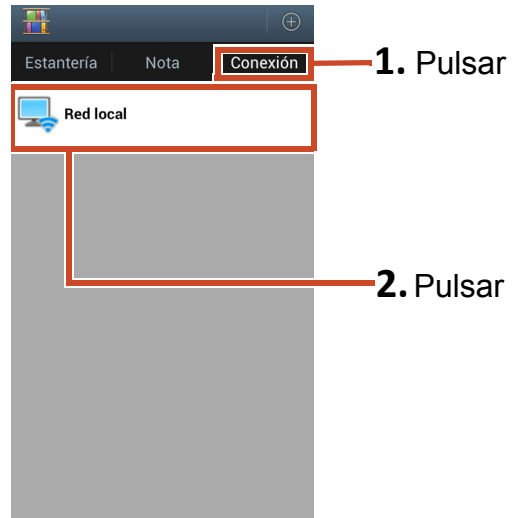 Estantería Nota Conexión
1. Pulsar
Red local
2. Pulsar